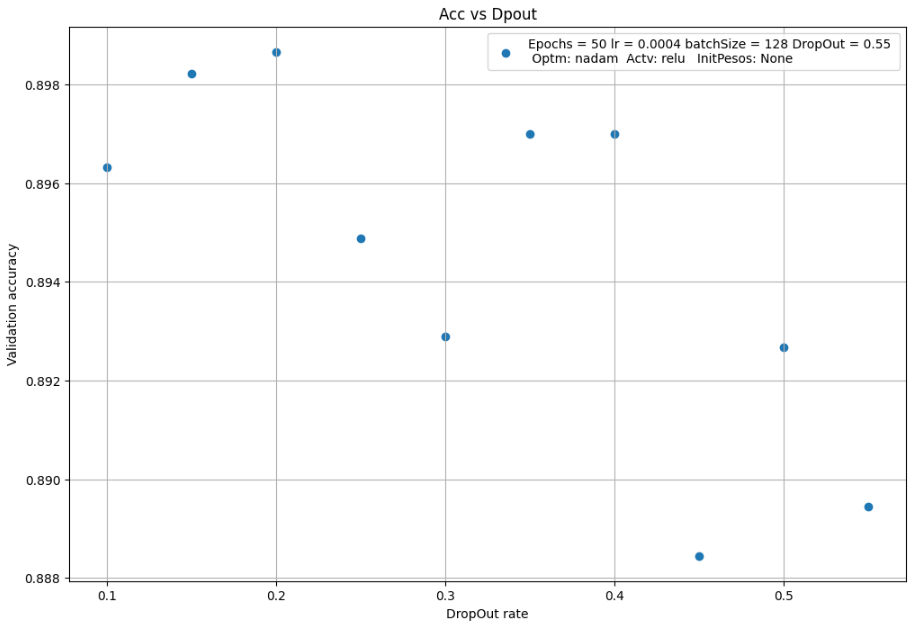 Acc vs Dpout
Epochs = 50 lr = 0.0004 batchSize = 128 DropOut = 0.55
Optm: nadam  Actv: relu   InitPesos: None
Validation accuracy
0.898
0.896
0.894
0.892
0.890
0.888
0.1
0.2
0.3
0.4
0.5
DropOut rate